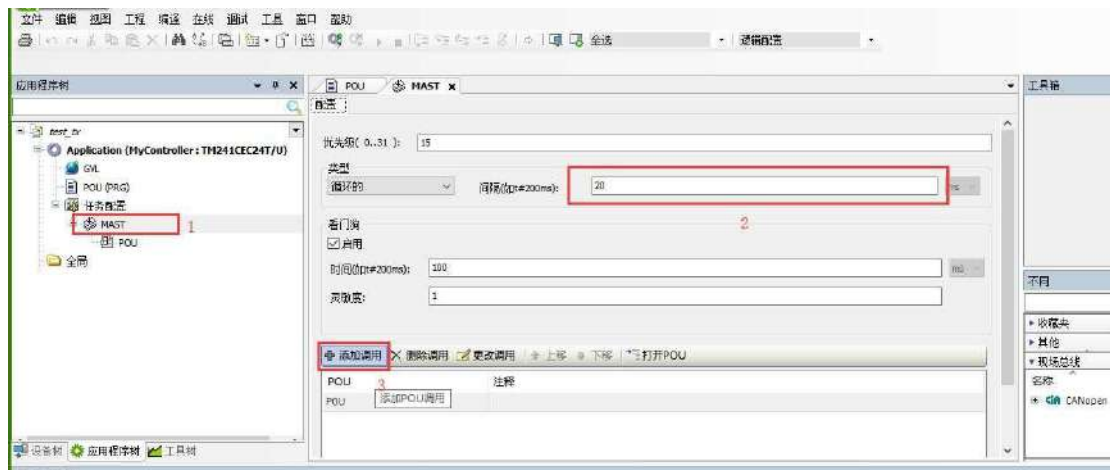 文件 编辑 视图 工程 编译 在线 调试 工具 窗口 帮助
全选 逻辑配置
应用程序树
POU MAST
工具箱
配置
test_tr
优先级( 0..31 ): 15
Application (MyController : TM241CEC24T/U)
类型
GVL
循环的 间隔(如t#200ms): 20 ms
POU (PRG)
任务配置
2
MAST 1
看门狗
POU
启用
全局
时间(如t#200ms): 100 ms
不同
灵敏度: 1
收藏夹
添加调用 删除调用 更改调用 上移 下移 打开POU
其他
现场总线
POU 注释
3
名称
POU 添加POU调用
CANopen
设备树 应用程序树 工具树